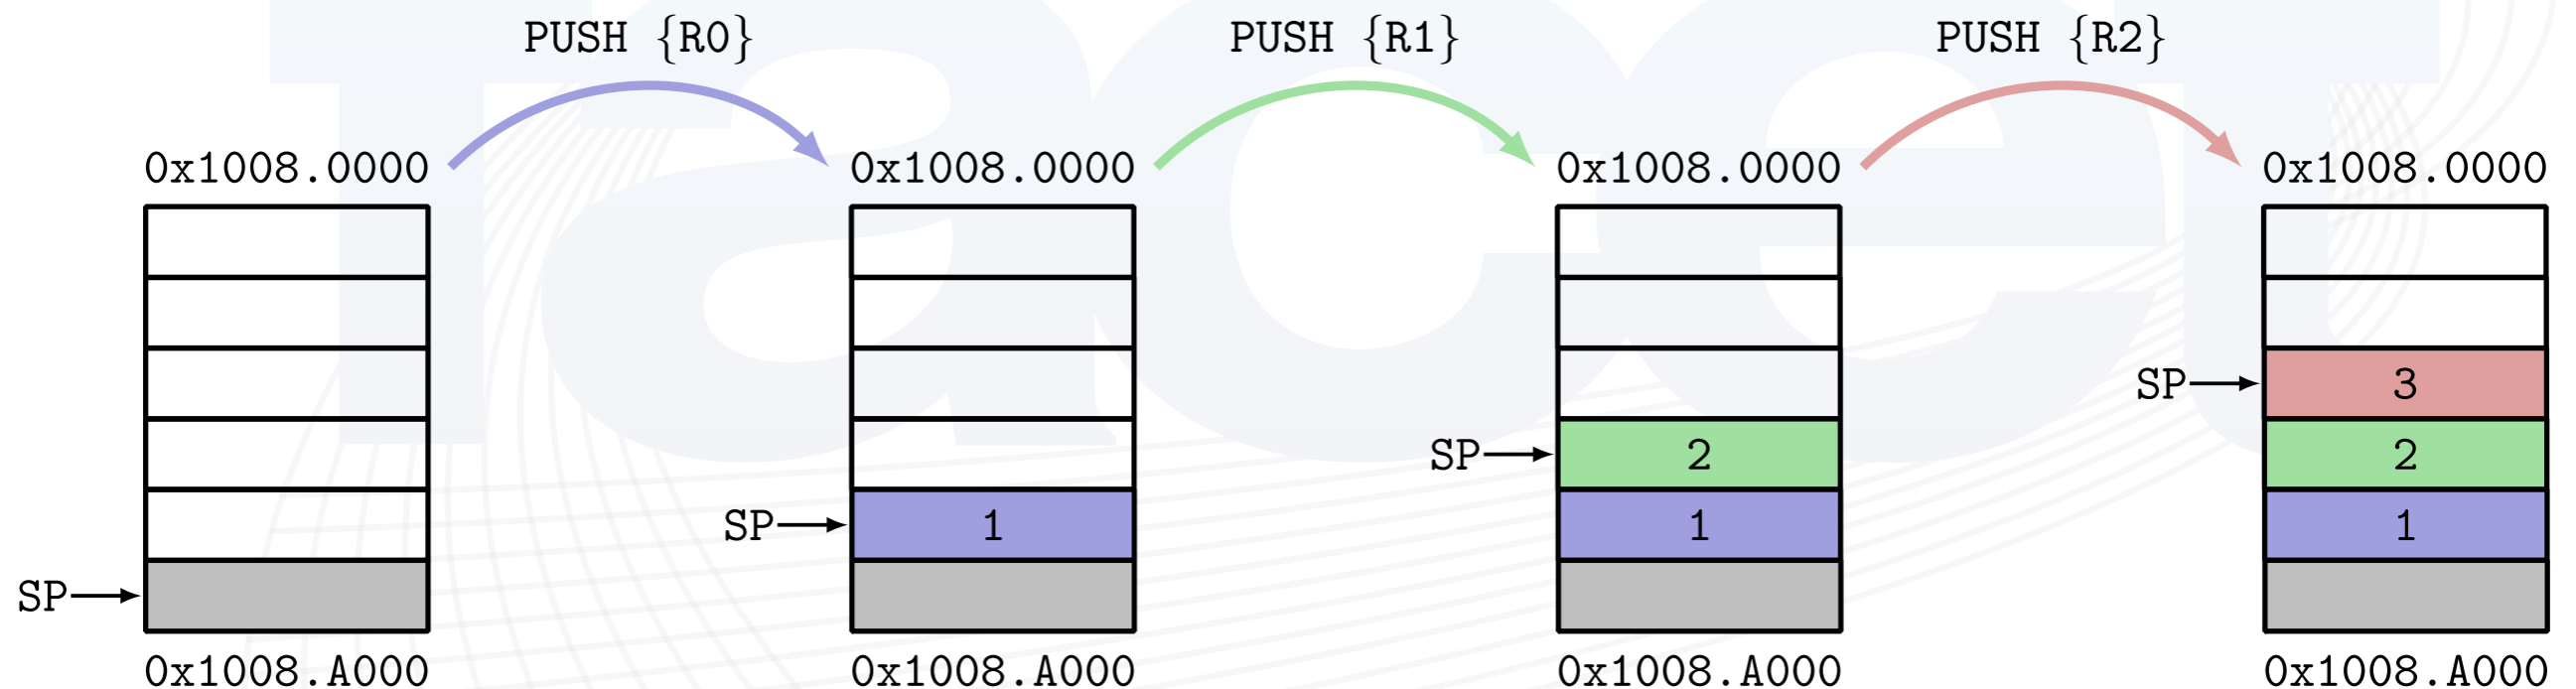 PUSH {R0} PUSH {R1} PUSH {R2}
0x1008.0000 0x1008.0000 0x1008.0000 0x1008.0000
SP 3
SP 2 2
SP 1 1 1
SP
0x1008.A000 0x1008.A000 0x1008.A000 0x1008.A000